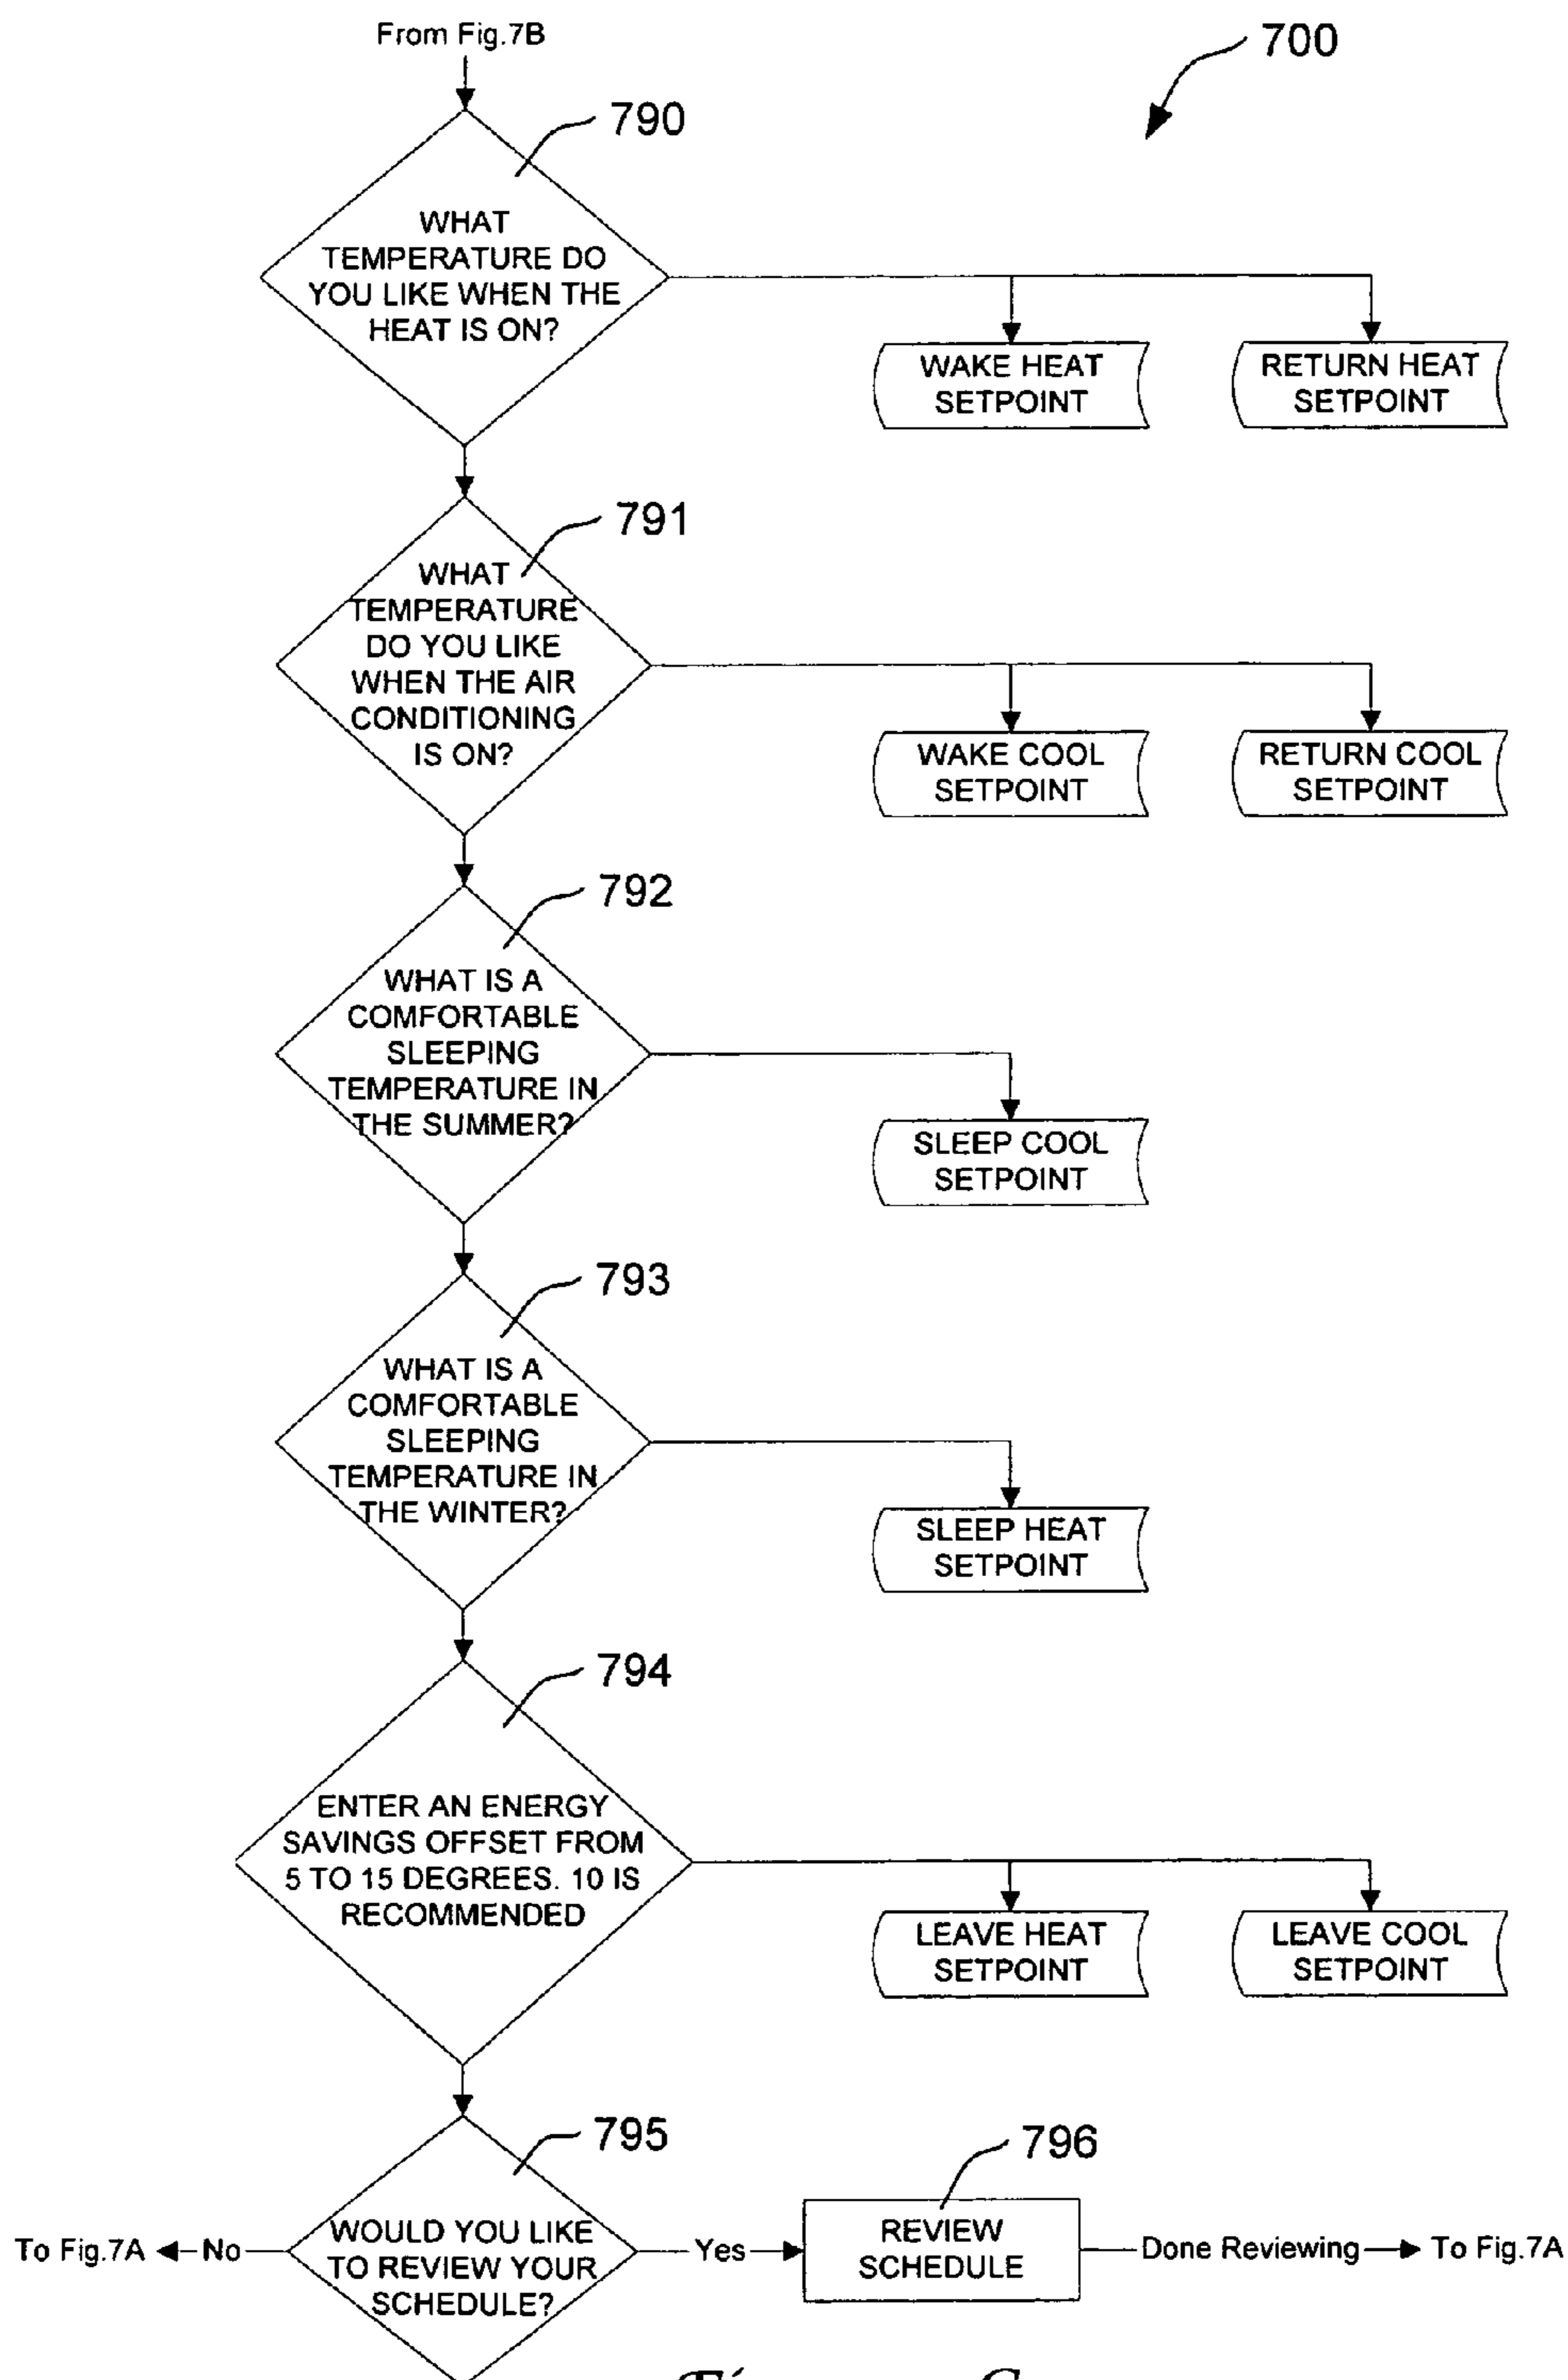 From Fig.7B
700
790
WHAT
TEMPERATURE DO
YOU LIKE WHEN THE
HEAT IS ON?
WAKE HEAT
SETPOINT
RETURN HEAT
SETPOINT
791
WHAT
TEMPERATURE
DO YOU LIKE
WHEN THE AIR
CONDITIONING
IS ON?
WAKE COOL
SETPOINT
RETURN COOL
SETPOINT
792
WHAT IS A
COMFORTABLE
SLEEPING
TEMPERATURE IN
THE SUMMER?
SLEEP COOL
SETPOINT
793
WHAT IS A
COMFORTABLE
SLEEPING
TEMPERATURE IN
THE WINTER?
SLEEP HEAT
SETPOINT
794
ENTER AN ENERGY
SAVINGS OFFSET FROM
5 TO 15 DEGREES. 10 IS
RECOMMENDED
LEAVE HEAT
SETPOINT
LEAVE COOL
SETPOINT
795
796
To Fig.7A
No
WOULD YOU LIKE
TO REVIEW YOUR
SCHEDULE?
Yes
REVIEW
SCHEDULE
Done Reviewing
To Fig.7A